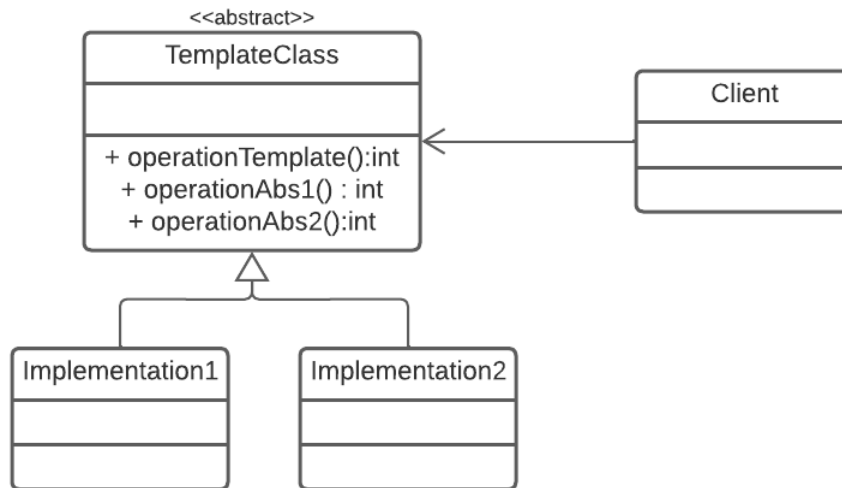 <<abstract>>
TemplateClass
+ operationTemplate():int
+ operationAbs1() : int
+ operationAbs2():int
Client
Implementation1
Implementation2